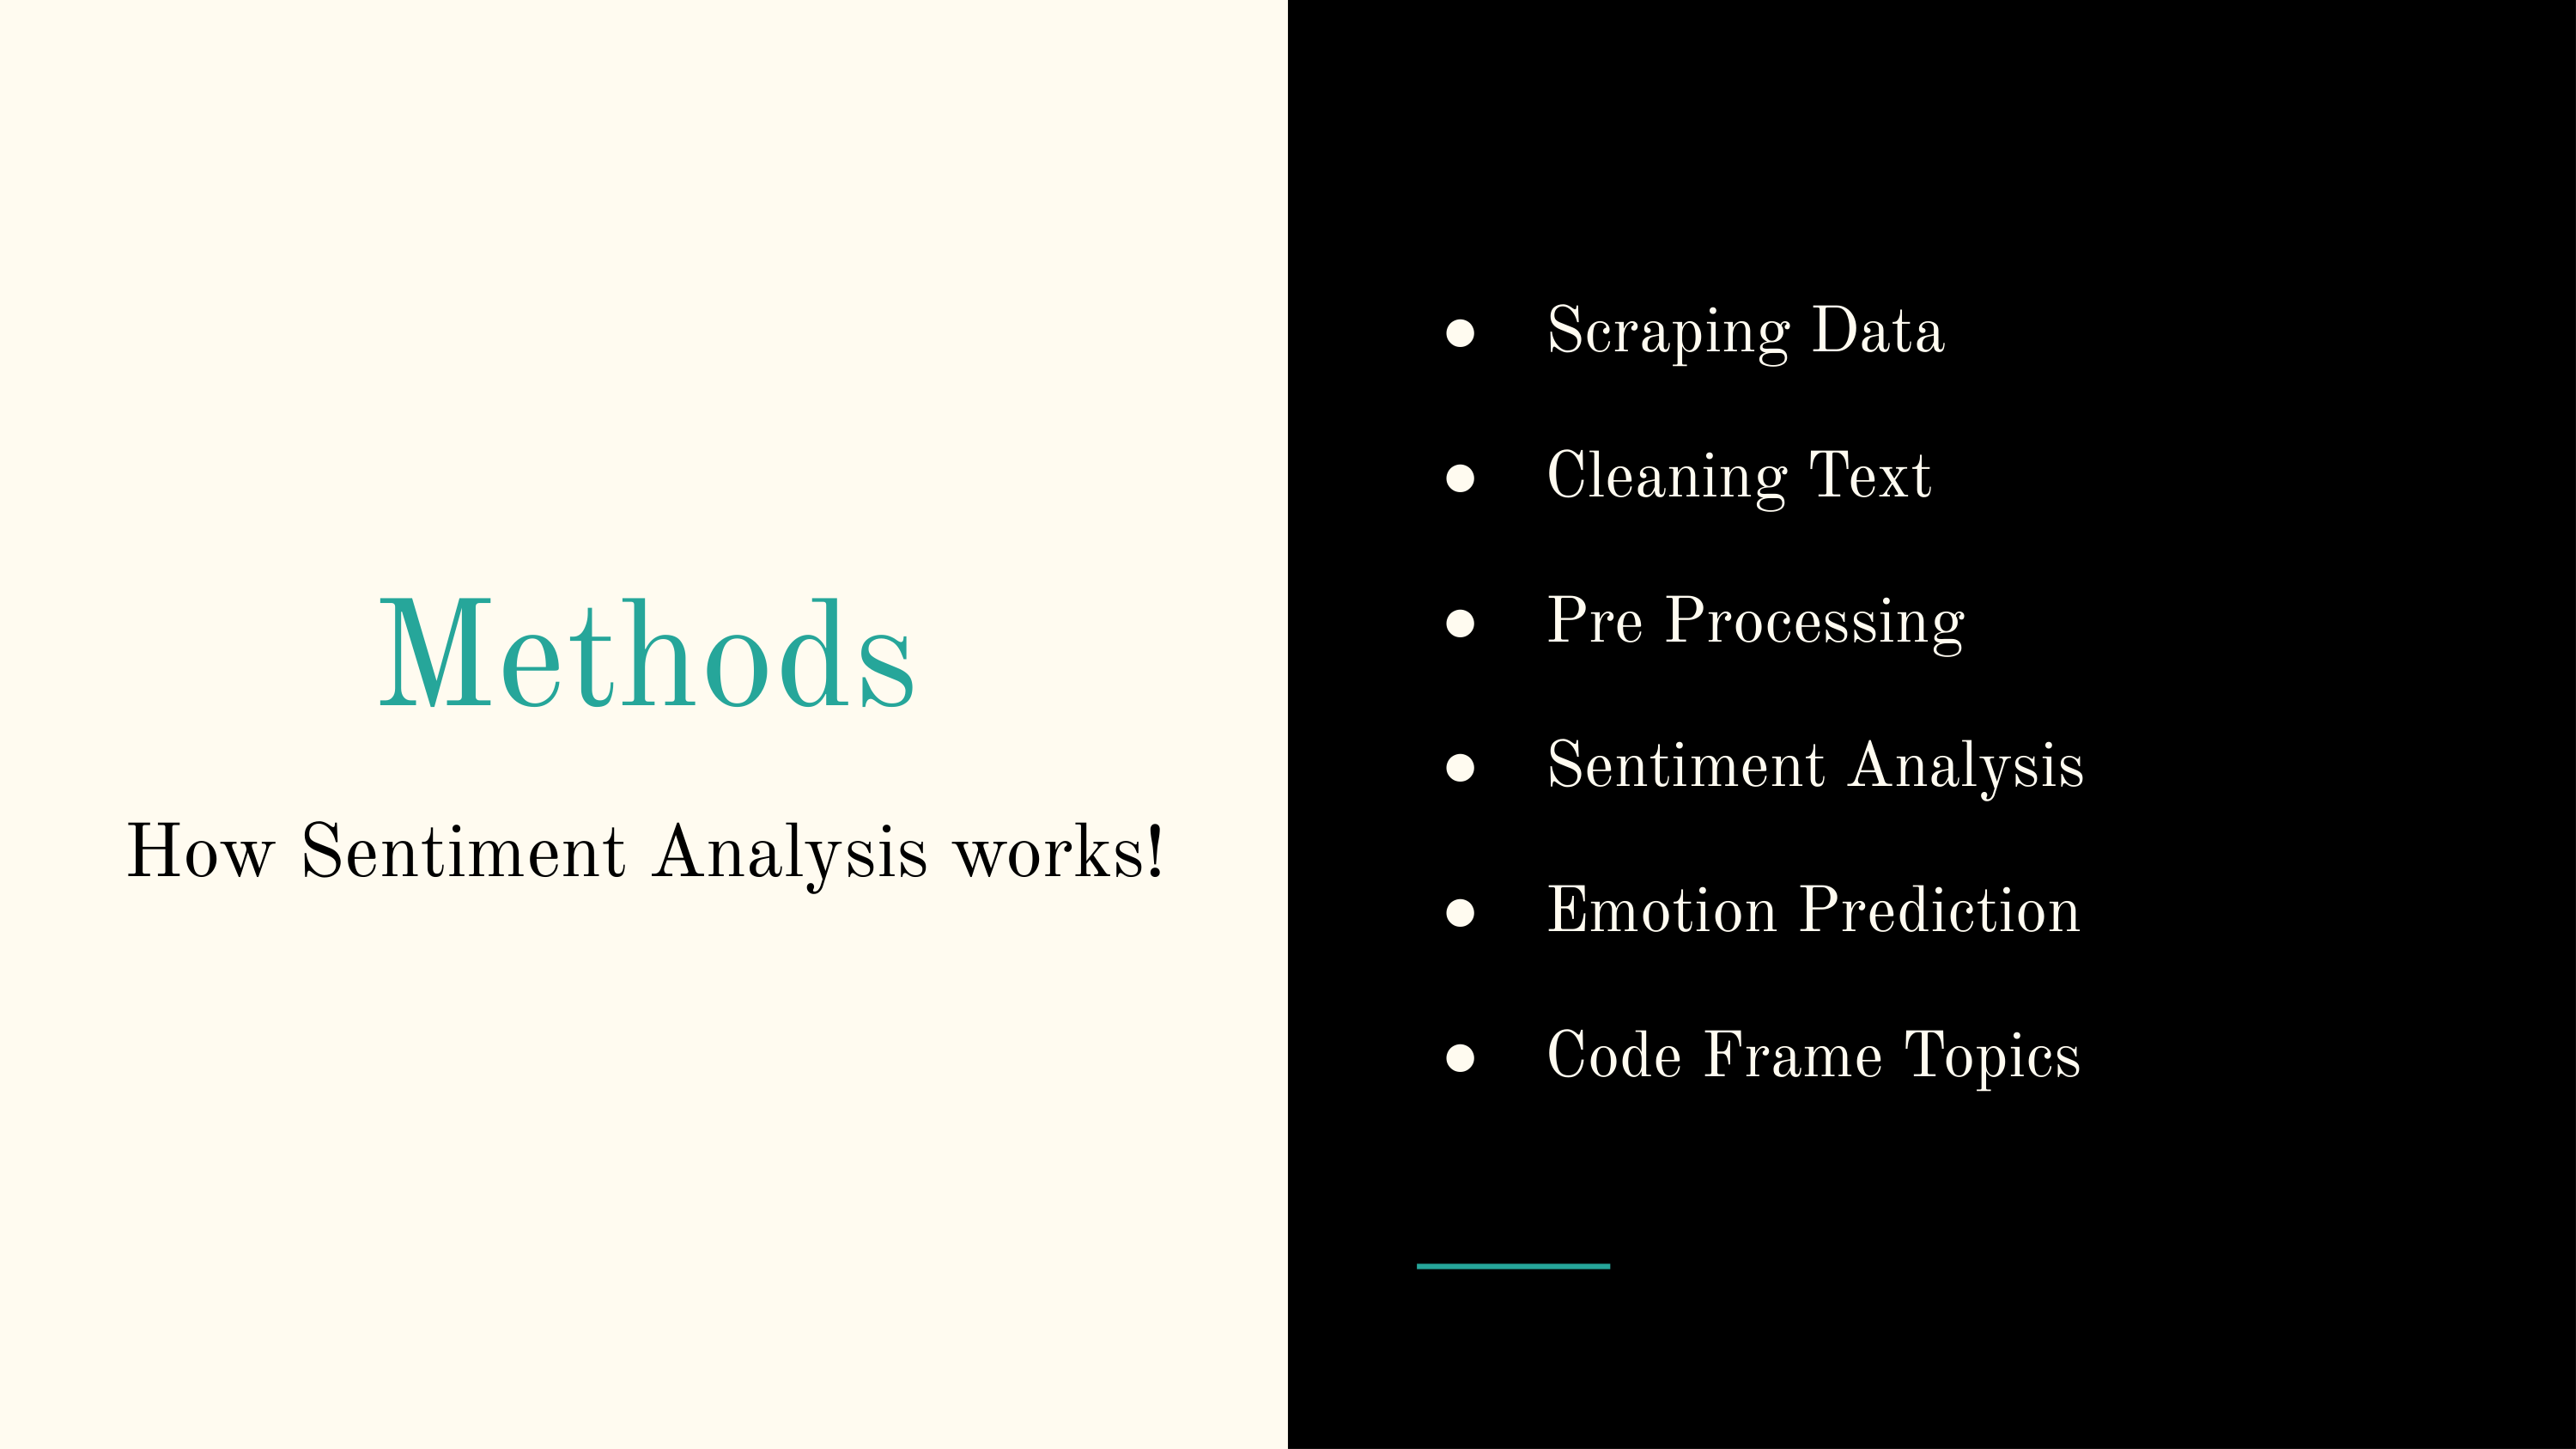 Methods
How Sentiment Analysis works!
● Scraping Data
● Cleaning Text
● Pre Processing
● Sentiment Analysis
● Emotion Prediction
● Code Frame Topics